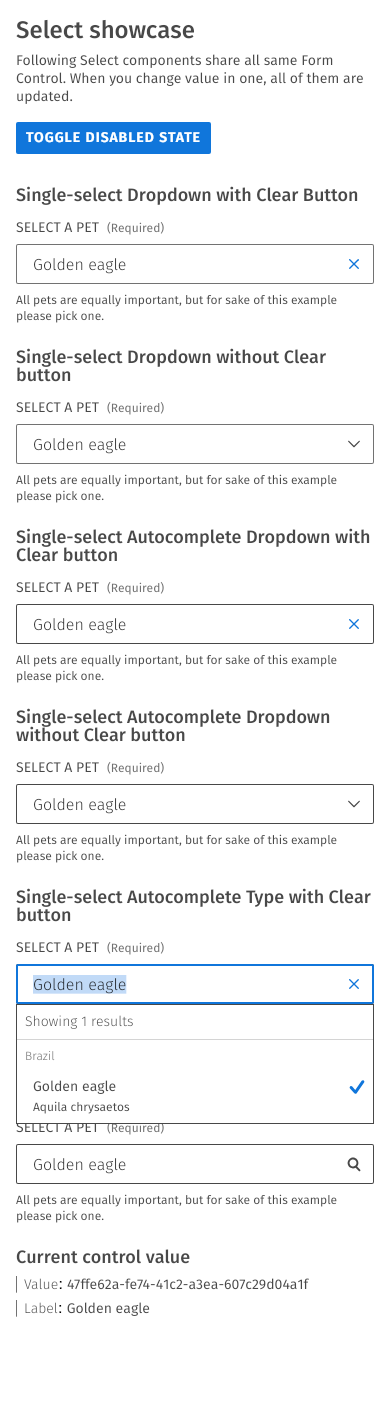 Select showcase
Following Select components share all same Form
Control. When you change value in one, all of them are
updated.
TOGGLE DISABLED STATE
Single-select Dropdown with Clear Button
SELECT A PET (Required)
Golden eagle
All pets are equally important, but for sake of this example
please pick one.
Single-select Dropdown without Clear
button
SELECT A PET (Required)
Golden eagle
All pets are equally important, but for sake of this example
please pick one.
Single-select Autocomplete Dropdown with
Clear button
SELECT A PET (Required)
Golden eagle
All pets are equally important, but for sake of this example
please pick one.
Single-select Autocomplete Dropdown
without Clear button
SELECT A PET (Required)
Golden eagle
All pets are equally important, but for sake of this example
please pick one.
Single-select Autocomplete Type with Clear
button
SELECT A PET (Required)
Golden eagle
Showing 1 results
Brazil
Golden eagle
Aquila chrysaetos
SELECT A PET (Required)
Golden eagle
All pets are equally important, but for sake of this example
please pick one.
Current control value
Value: 47ffe62a-fe74-41c2-a3ea-607c29d04a1f
Label: Golden eagle